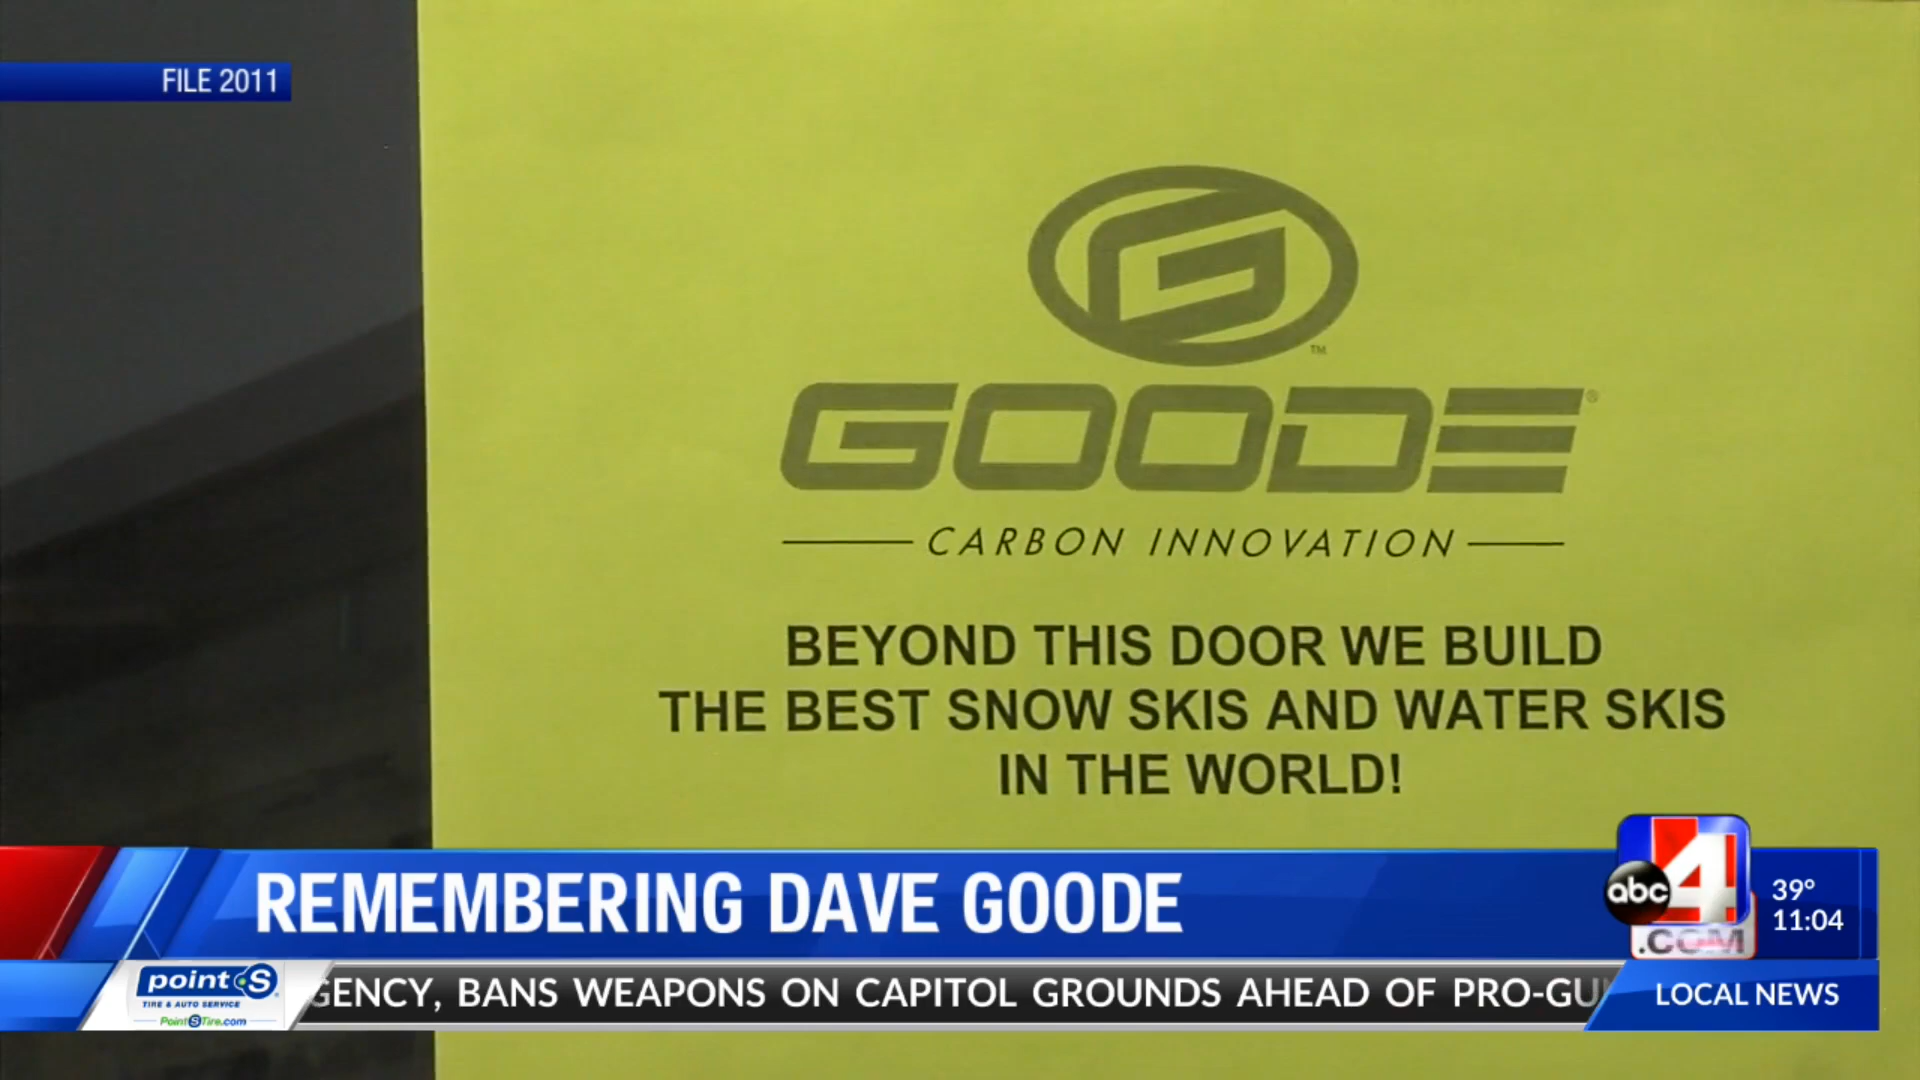 FILE 2011
G
TM
GOODE®
CARBON INNOVATION
BEYOND THIS DOOR WE BUILD
THE BEST SNOW SKIS AND WATER SKIS
IN THE WORLD!
REMEMBERING DAVE GOODE
abc 4
.COM
39°
11:04
point S
TIRE & AUTO SERVICE
PointSTire.com
GENCY, BANS WEAPONS ON CAPITOL GROUNDS AHEAD OF PRO-GU
LOCAL NEWS